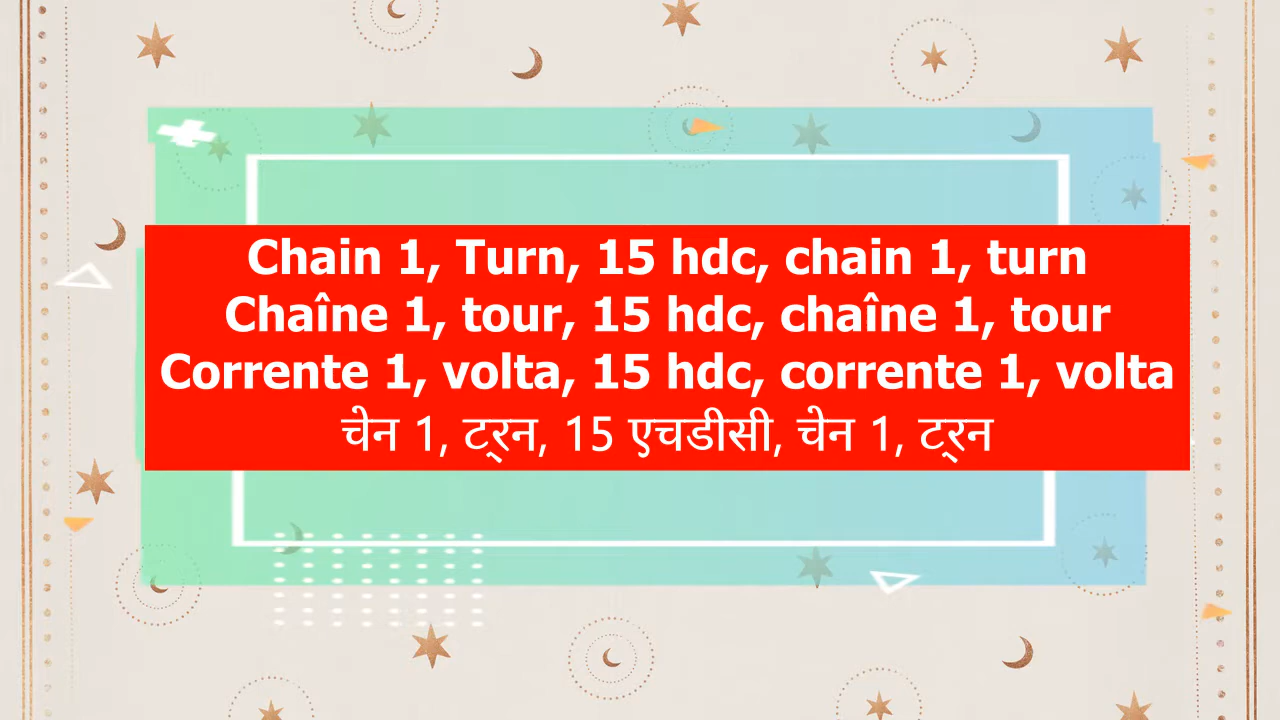 Chain 1, Turn, 15 hdc, chain 1, turn
Chaîne 1, tour, 15 hdc, chaîne 1, tour
Corrente 1, volta, 15 hdc, corrente 1, volta
चेन 1, ट्रन, 15 एचडीसी, चेन 1, ट्रन